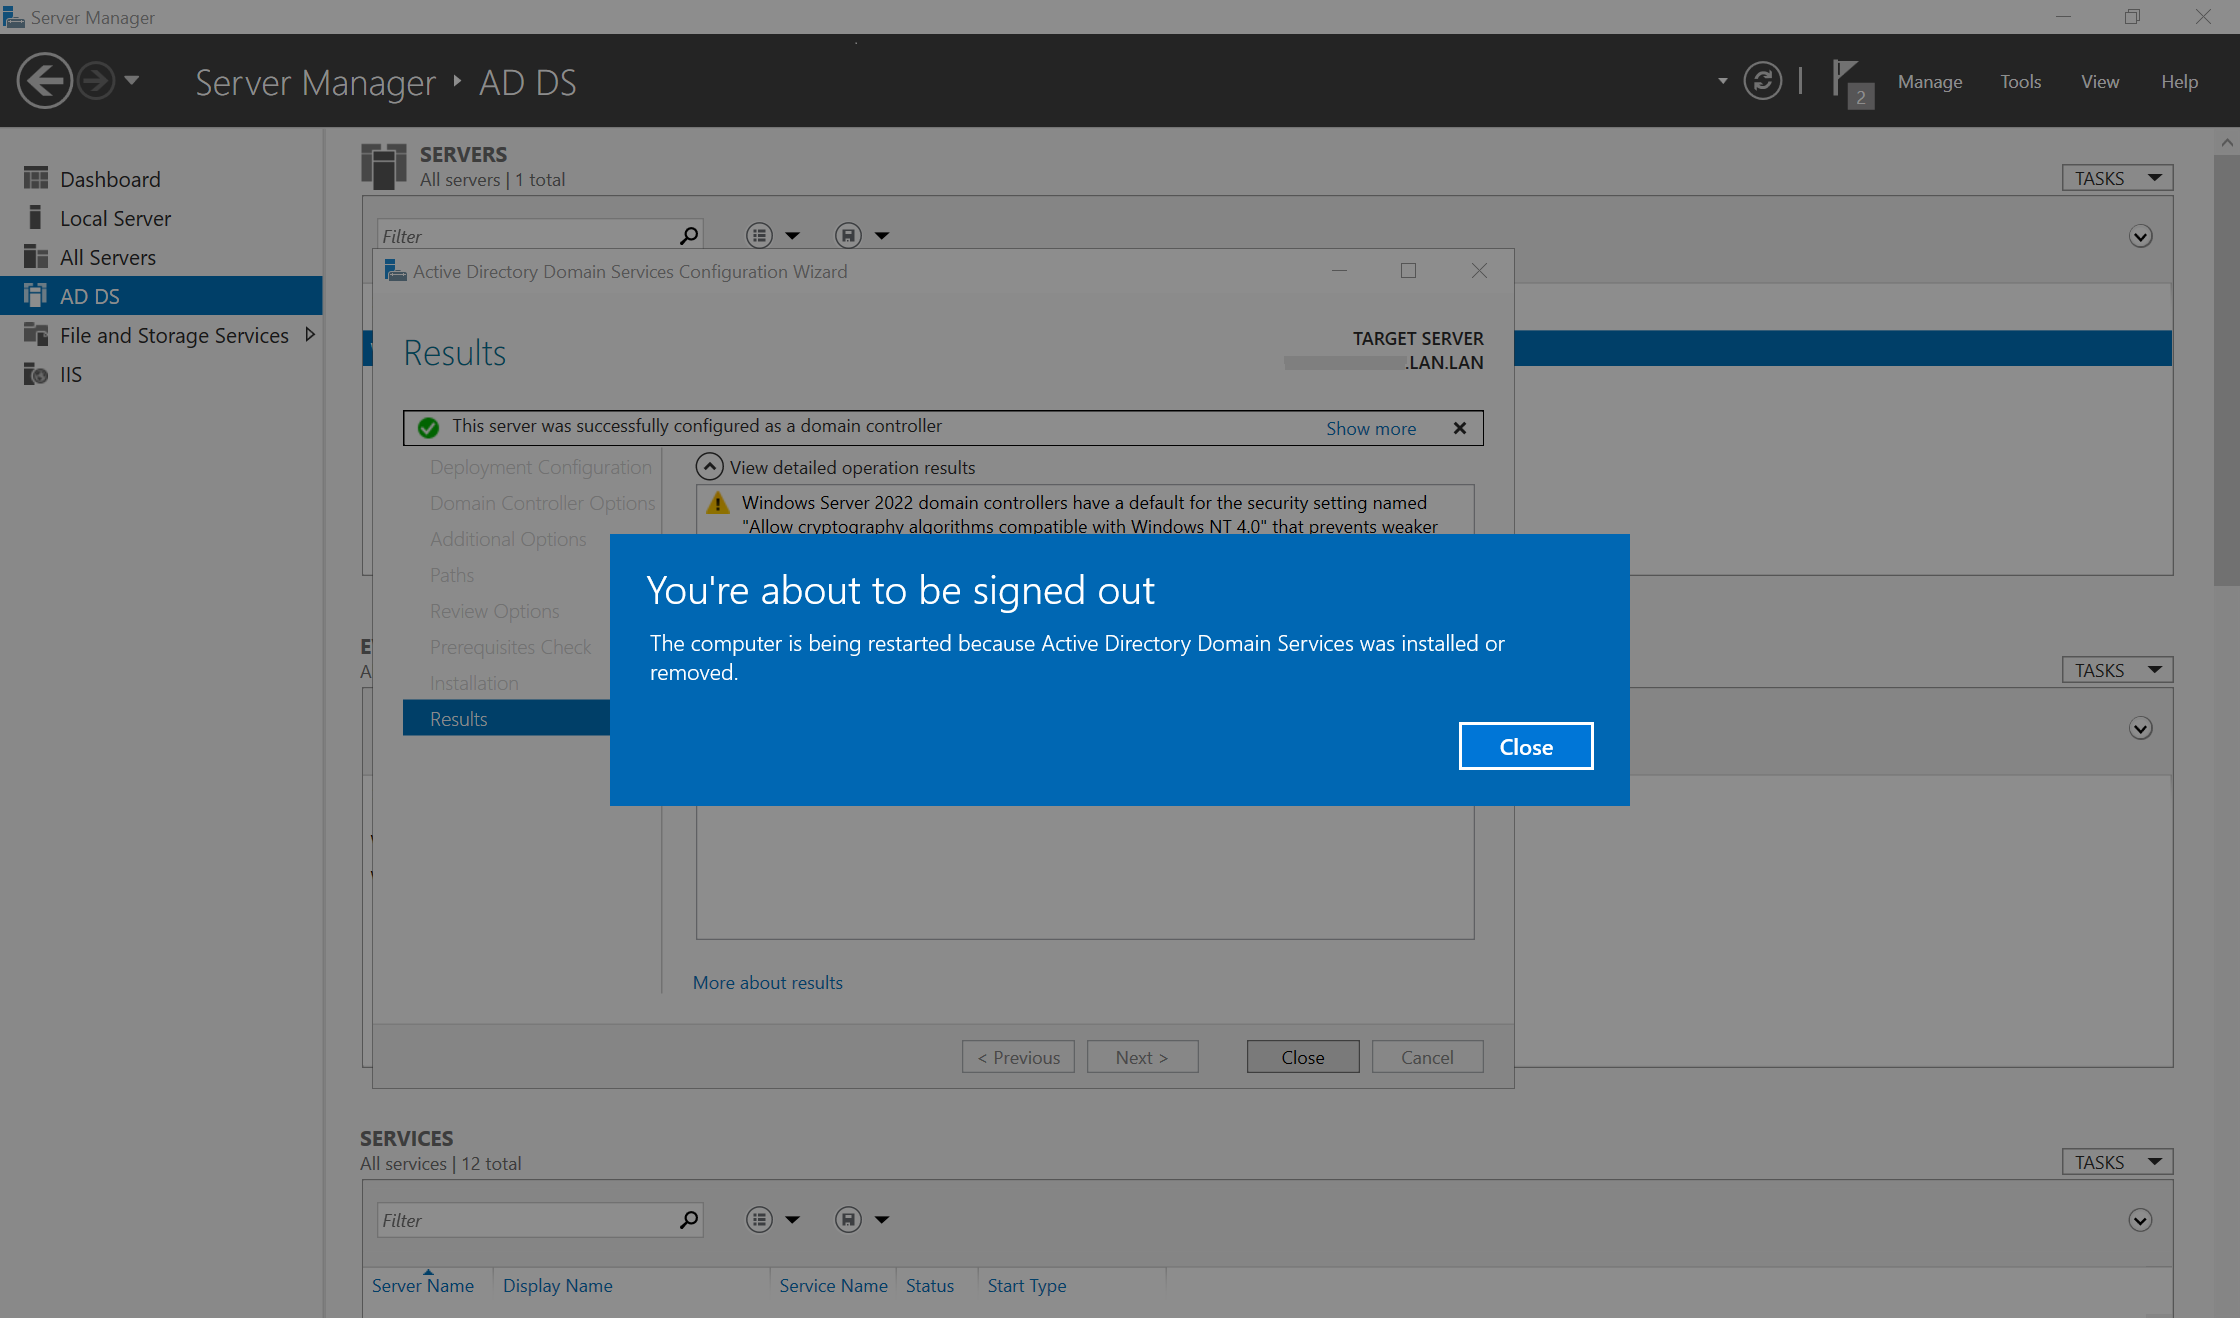 Server Manager
Server Manager ‣ AD DS
2
Manage
Tools
View
Help
Dashboard
Local Server
All Servers
AD DS
File and Storage Services
IIS
SERVERS
All servers | 1 total
TASKS
Filter
Active Directory Domain Services Configuration Wizard
Results
TARGET SERVER
.LAN.LAN
This server was successfully configured as a domain controller
Show more
Deployment Configuration
Domain Controller Options
Additional Options
Paths
Review Options
Prerequisites Check
Installation
Results
View detailed operation results
Windows Server 2022 domain controllers have a default for the security setting named
"Allow cryptography algorithms compatible with Windows NT 4.0" that prevents weaker
You're about to be signed out
The computer is being restarted because Active Directory Domain Services was installed or
removed.
Close
More about results
< Previous
Next >
Close
Cancel
E
A
TASKS
SERVICES
All services | 12 total
TASKS
Filter
Server Name
Display Name
Service Name
Status
Start Type